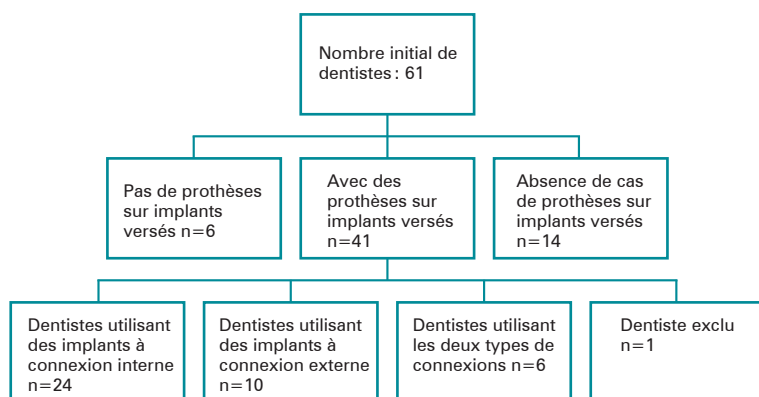 Nombre initial de
dentistes : 61
Pas de prothèses
sur implants
versés n=6
Avec des
prothèses sur
implants versés
n=41
Absence de cas
de prothèses sur
implants versés
n=14
Dentistes utilisant
des implants à
connexion interne
n=24
Dentistes utilisant
des implants à
connexion externe
n=10
Dentistes utilisant
les deux types de
connexions n=6
Dentiste exclu
n=1